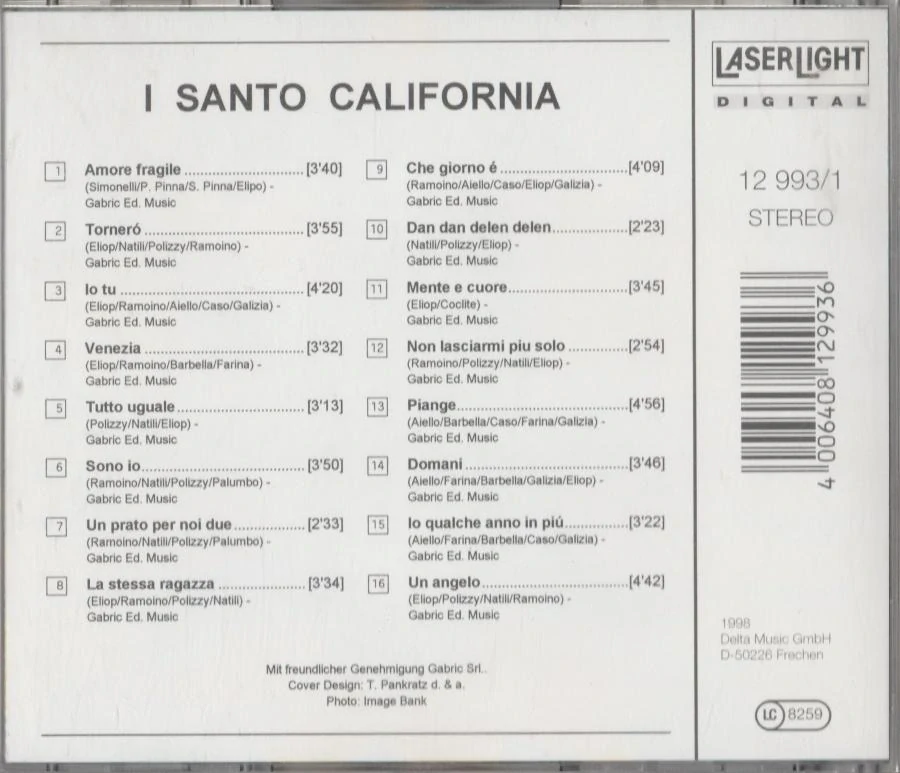 I SANTO CALIFORNIA
1 Amore fragile ............................ [3'40]
(Simonelli/P. Pinna/S. Pinna/Elipo) -
Gabric Ed. Music
2 Torneró ............................ [3'55]
(Eliop/Natili/Polizzy/Ramoino) -
Gabric Ed. Music
3 Io tu ............................ [4'20]
(Eliop/Ramoino/Aiello/Caso/Galizia) -
Gabric Ed. Music
4 Venezia ............................ [3'32]
(Eliop/Ramoino/Barbella/Farina) -
Gabric Ed. Music
5 Tutto uguale ............................ [3'13]
(Polizzy/Natili/Eliop) -
Gabric Ed. Music
6 Sono io ............................ [3'50]
(Ramoino/Natili/Polizzy/Palumbo) -
Gabric Ed. Music
7 Un prato per noi due ................ [2'33]
(Ramoino/Natili/Polizzy/Palumbo) -
Gabric Ed. Music
8 La stessa ragazza .................... [3'34]
(Eliop/Ramoino/Polizzy/Natili) -
Gabric Ed. Music
9 Che giorno é ............................ [4'09]
(Ramoino/Aiello/Caso/Eliop/Galizia) -
Gabric Ed. Music
10 Dan dan delen delen ................ [2'23]
(Natili/Polizzy/Eliop) -
Gabric Ed. Music
11 Mente e cuore ........................ [3'45]
(Eliop/Coclite) -
Gabric Ed. Music
12 Non lasciarmi piu solo .............. [2'54]
(Ramoino/Polizzy/Natili/Eliop) -
Gabric Ed. Music
13 Piange ............................ [4'56]
(Aiello/Barbella/Caso/Farina/Galizia) -
Gabric Ed. Music
14 Domani ............................ [3'46]
(Aiello/Farina/Barbella/Galizia/Eliop) -
Gabric Ed. Music
15 Io qualche anno in piú .............. [3'22]
(Aiello/Farina/Barbella/Caso/Galizia) -
Gabric Ed. Music
16 Un angelo ............................ [4'42]
(Eliop/Polizzy/Natili/Ramoino) -
Gabric Ed. Music
Mit freundlicher Genehmigung Gabric Srl..
Cover Design: T. Pankratz d. & a.
Photo: Image Bank
LASERLIGHT
DIGITAL
12 993/1
STEREO
4 006408 129936
1998
Delta Music GmbH
D-50226 Frechen
LC 8259